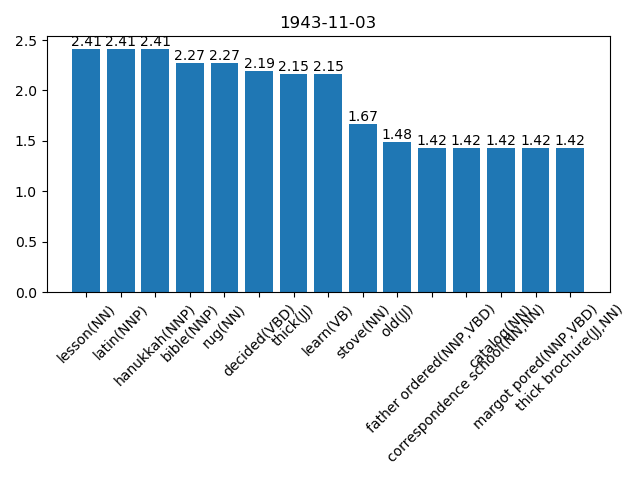 1943-11-03
2.5
2.0
1.5
1.0
0.5
0.0
2.41 2.41 2.41 2.27 2.27 2.19 2.15 2.15 1.67 1.48 1.42 1.42 1.42 1.42 1.42
lesson(NN)
latin(NNP)
hanukkah(NNP)
bible(NNP)
rug(NN)
decided(VBD)
thick(JJ)
learn(VB)
stove(NN)
old(JJ)
father ordered(NNP,VBD)
correspondence school(NN,NN)
catalog(NN)
margot pored(NNP,VBD)
thick brochure(JJ,NN)